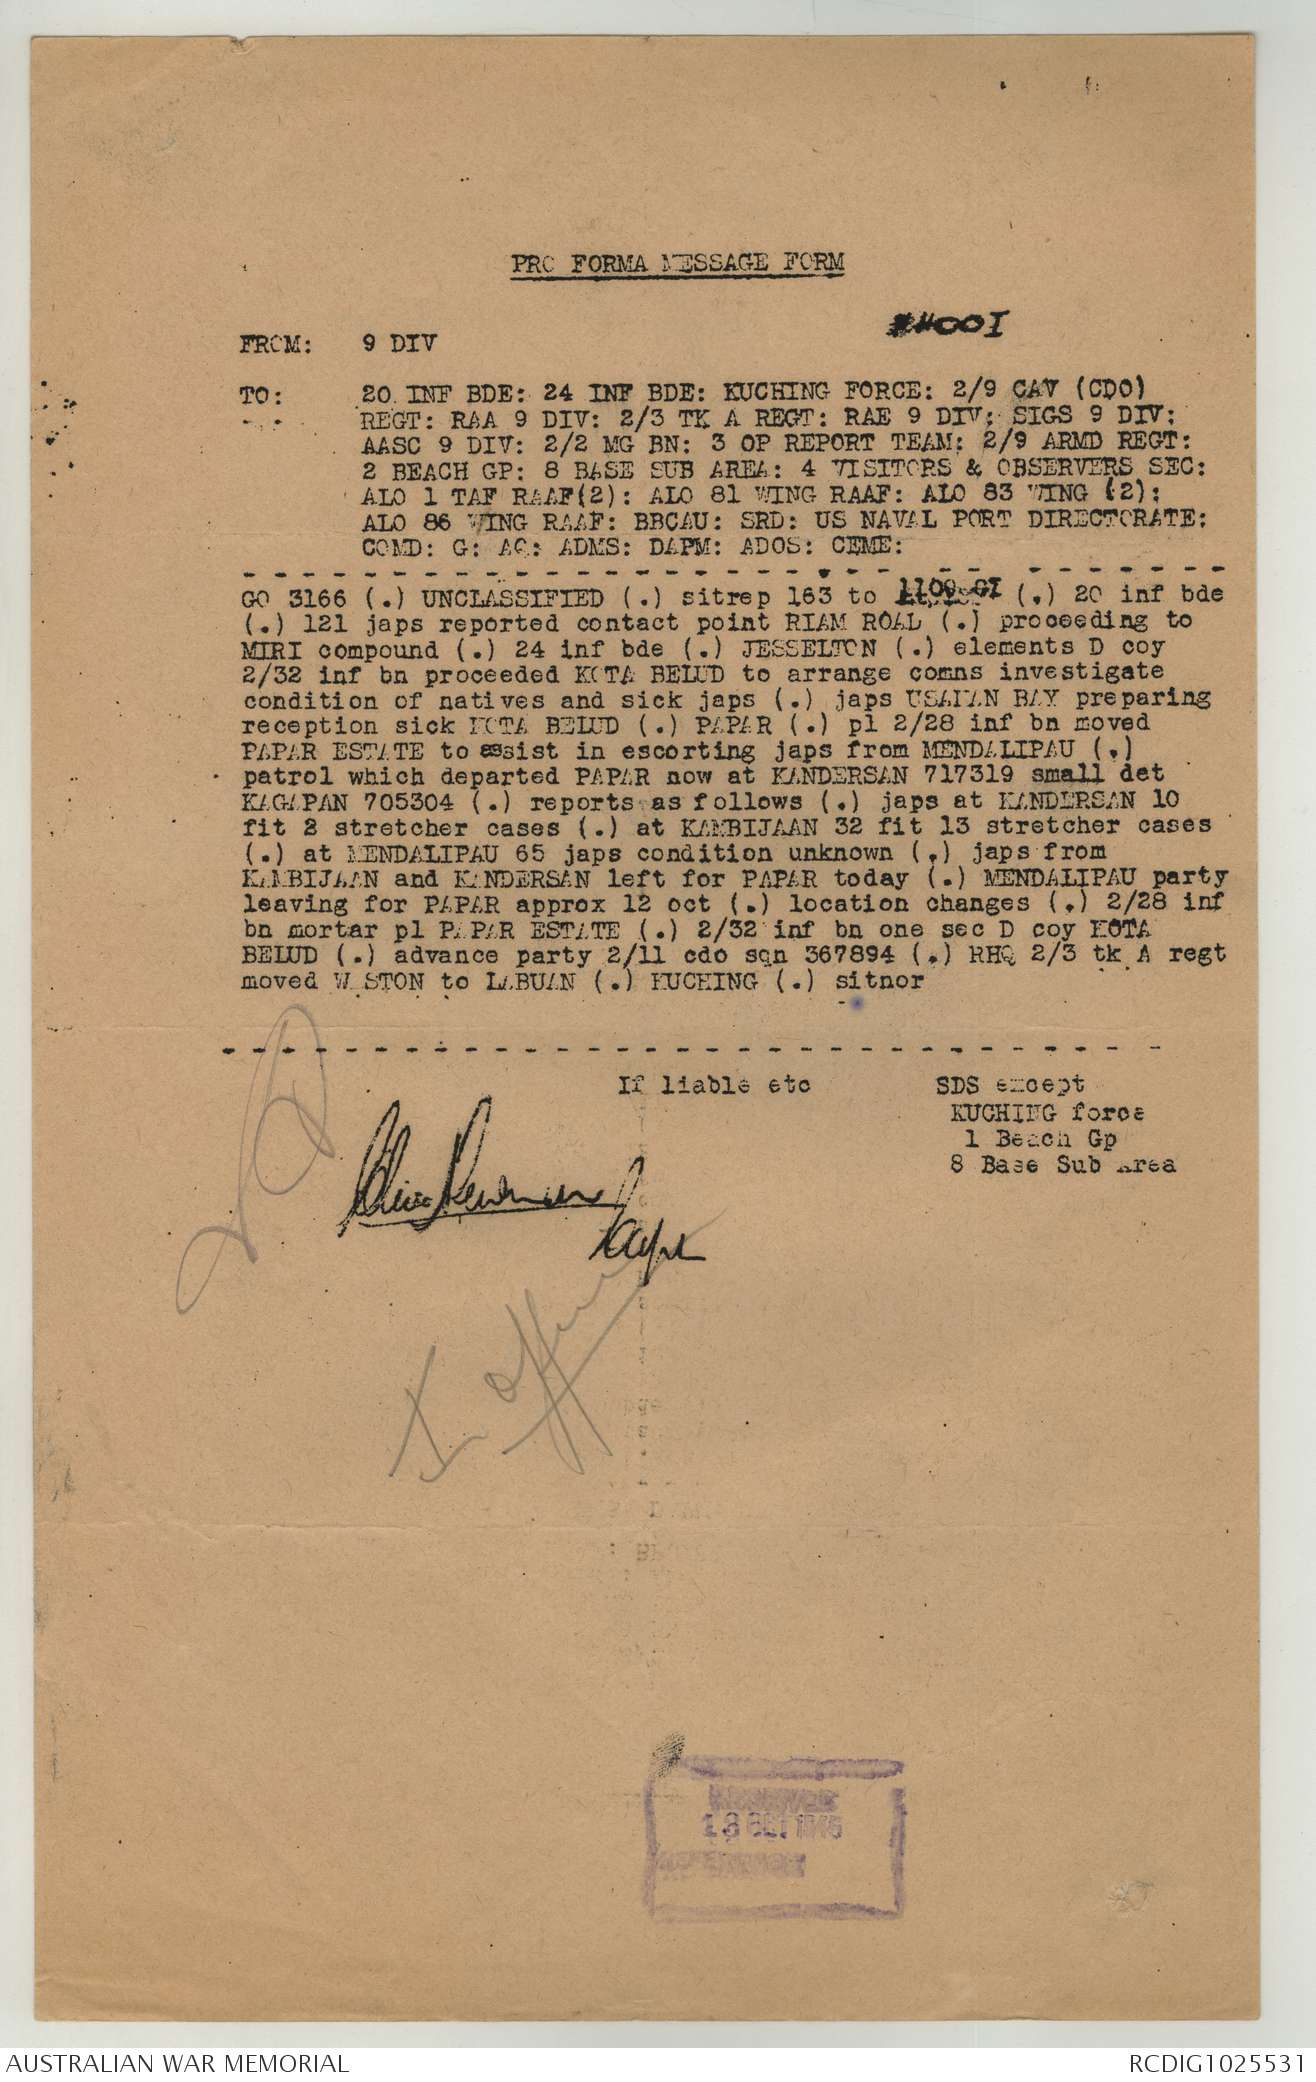 PRO FORMA MESSAGE FORM
FROM: 9 DIV
TO: 20 INF BDE: 24 INF BDE: KUCHING FORCE: 2/9 CAV (CDO)
REGT: RAA 9 DIV: 2/3 TK A REGT: RAE 9 DIV: SIGS 9 DIV:
AASC 9 DIV: 2/2 MG BN: 3 OP REPORT TEAM: 2/9 ARMD REGT:
2 BEACH GP: 8 BASE SUB AREA: 4 VISITORS & OBSERVERS SEC:
ALO 1 TAF RAAF(2): ALO 81 WING RAAF: ALO 83 WING (2):
ALO 86 WING RAAF: BBCAU: SRD: US NAVAL PORT DIRECTORATE:
COMD: G: AQ: ADMS: DAPM: ADOS: CEME:
GO 3166 (.) UNCLASSIFIED (.) sitrep 163 to (.) 20 inf bde
(.) 121 japs reported contact point RIAM ROAL (.) proceeding to
MIRI compound (.) 24 inf bde (.) JESSELTON (.) elements D coy
2/32 inf bn proceeded KOTA BELUD to arrange comns investigate
condition of natives and sick japs (.) japs USAIAN BAY preparing
reception sick KOTA BELUD (.) PAPAR (.) pl 2/28 inf bn moved
PAPAR ESTATE to assist in escorting japs from MENDALIPAU (.)
patrol which departed PAPAR now at KANDERSAN 717319 small det
KAGAPAN 705304 (.) reports as follows (.) japs at KANDERSAN 10
fit 2 stretcher cases (.) at KAMBIJAAN 32 fit 13 stretcher cases
(.) at MENDALIPAU 65 japs condition unknown (.) japs from
KAMBIJAAN and KANDERSAN left for PAPAR today (.) MENDALIPAU party
leaving for PAPAR approx 12 oct (.) location changes (.) 2/28 inf
bn mortar pl PAPAR ESTATE (.) 2/32 inf bn one sec D coy KOTA
BELUD (.) advance party 2/11 cdo sqn 367894 (.) RHQ 2/3 tk A regt
moved WESTON to LABUAN (.) KUCHING (.) sitnor
If liable etc SDS except
KUCHING force
1 Beach Gp
8 Base Sub Area
Capt
AUSTRALIAN WAR MEMORIAL RCDIG1025531